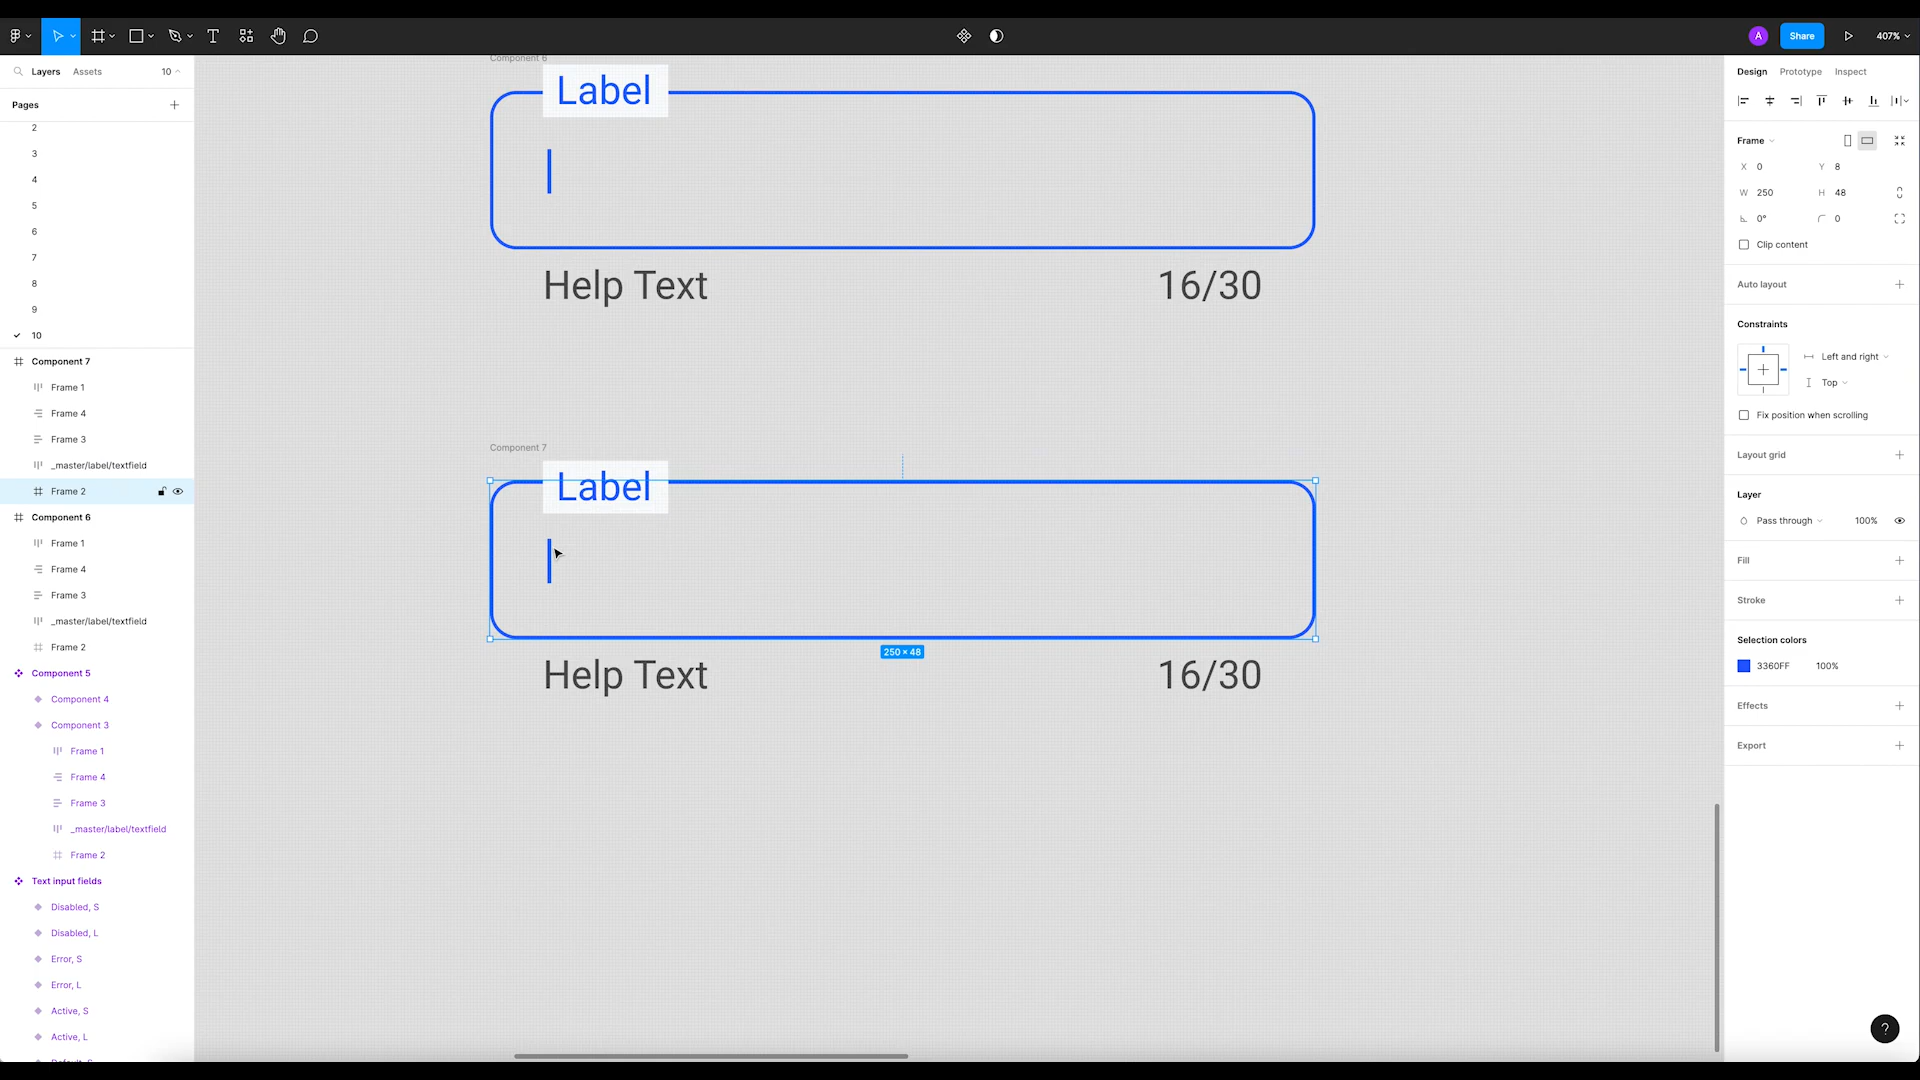 Share
407%
Layers
Assets
10
Pages
2
3
4
5
6
7
8
9
10
Component 7
Frame 1
Frame 4
Frame 3
_master/label/textfield
Frame 2
Component 6
Frame 1
Frame 4
Frame 3
_master/label/textfield
Frame 2
Component 5
Component 4
Component 3
Frame 1
Frame 4
Frame 3
_master/label/textfield
Frame 2
Text input fields
Disabled, S
Disabled, L
Error, S
Error, L
Active, S
Active, L
Default, S
Component 6
Label
Help Text
16/30
Component 7
Label
250 × 48
Help Text
16/30
A
Design
Prototype
Inspect
Frame
X 0
Y 8
W 250
H 48
0°
0
Clip content
Auto layout
Constraints
Left and right
Top
Fix position when scrolling
Layout grid
Layer
Pass through
100%
Fill
Stroke
Selection colors
3360FF
100%
Effects
Export
?